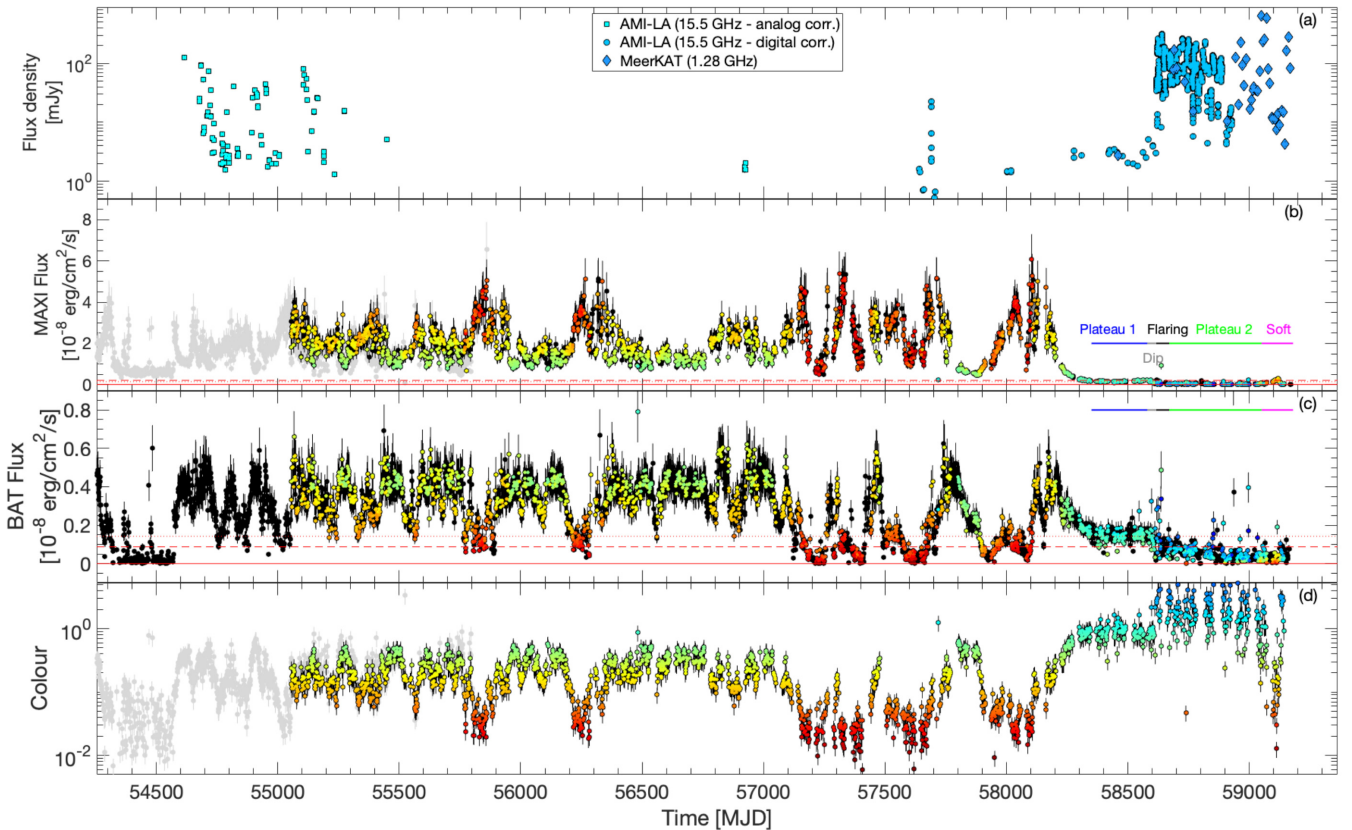 AMI-LA (15.5 GHz - analog corr.)
AMI-LA (15.5 GHz - digital corr.)
MeerKAT (1.28 GHz)
(a)
Flux density
[mJy]
10²
10¹
10⁰
(b)
MAXI Flux
[10⁻⁸ erg/cm²/s]
8
6
4
2
0
Plateau 1 Flaring Plateau 2 Soft
Dip
(c)
BAT Flux
[10⁻⁸ erg/cm²/s]
0.8
0.6
0.4
0.2
0
(d)
Colour
10⁰
10⁻²
54500 55000 55500 56000 56500 57000 57500 58000 58500 59000
Time [MJD]